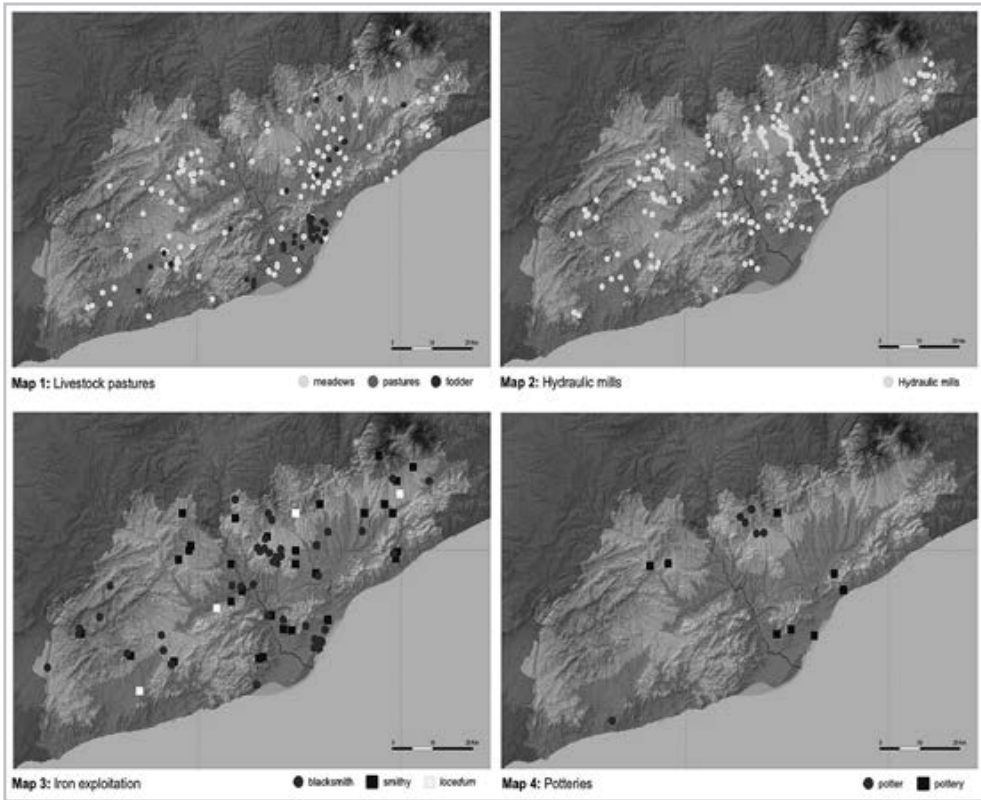 Map 1: Livestock pastures meadows pastures fodder
Map 2: Hydraulic mills Hydraulic mills
Map 3: Iron exploitation blacksmith smithy locedum
Map 4: Potteries potter pottery